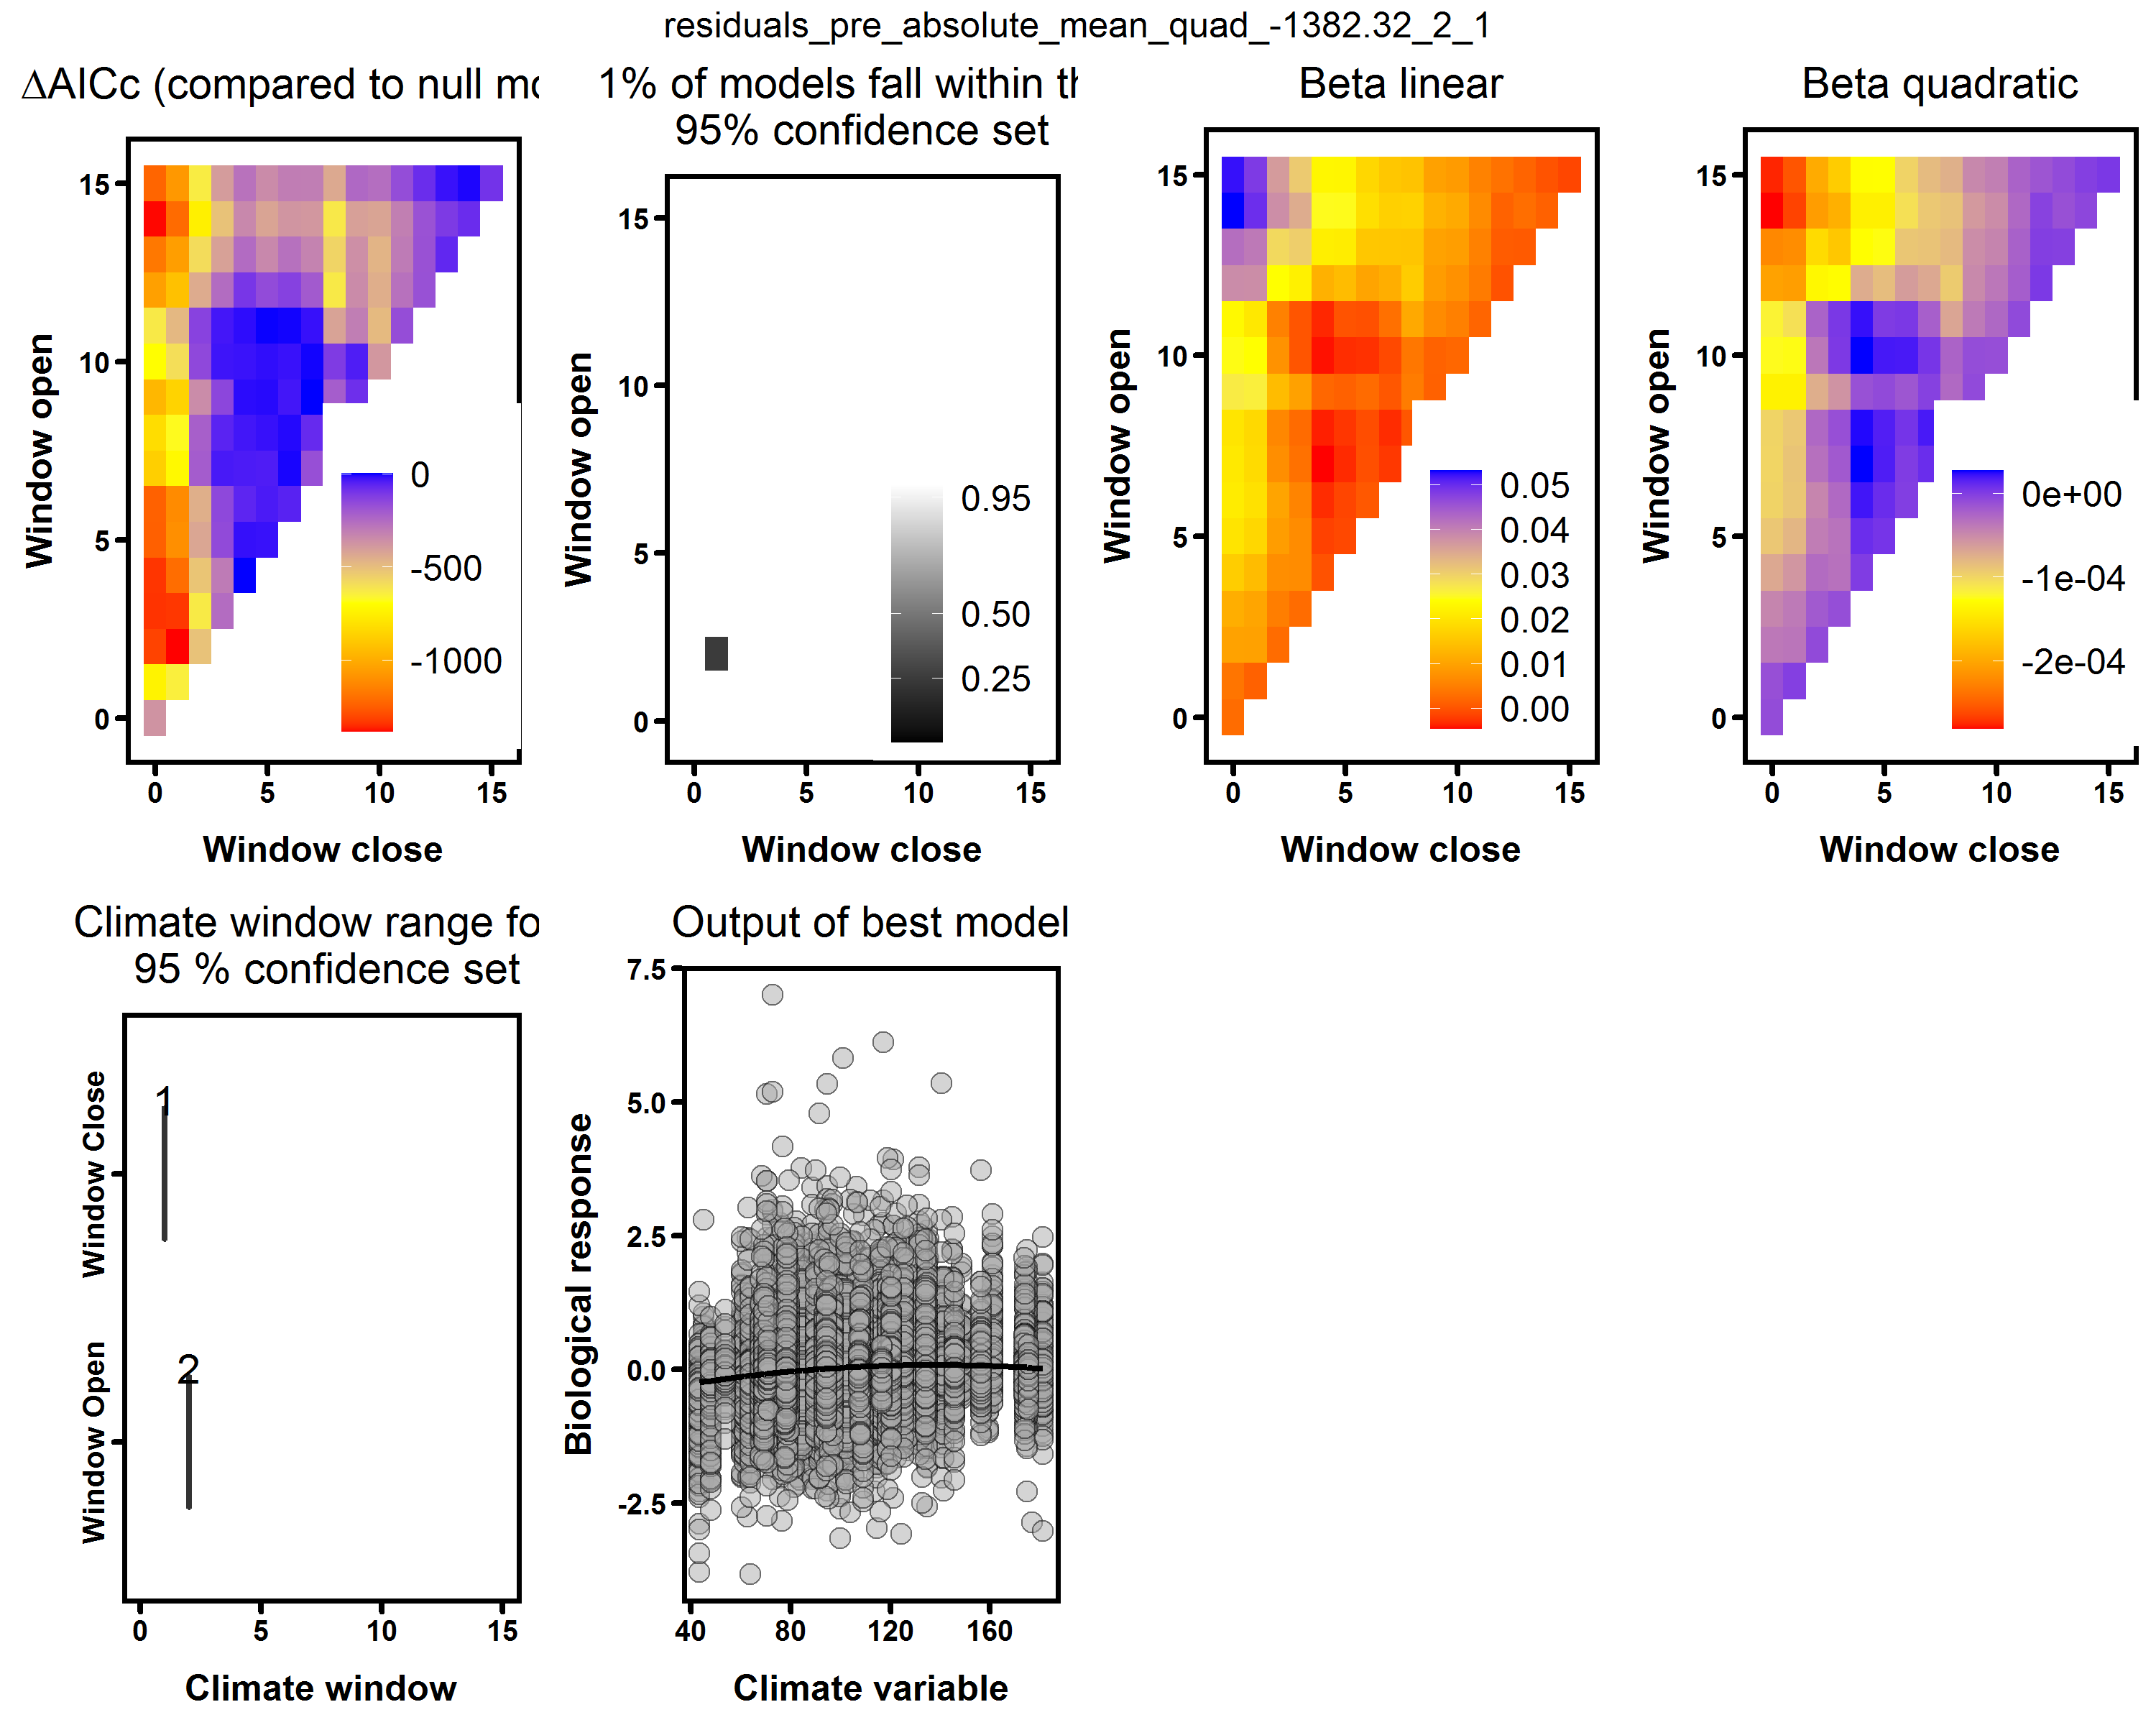 residuals_pre_absolute_mean_quad_-1382.32_2_1
ΔAICc (compared to null mo
15
10
5
0
0
5
10
15
Window open
Window close
0
-500
-1000
1% of models fall within th
95% confidence set
15
10
5
0
0
5
10
15
Window open
Window close
0.95
0.50
0.25
Beta linear
15
10
5
0
0
5
10
15
Window open
Window close
0.05
0.04
0.03
0.02
0.01
0.00
Beta quadratic
15
10
5
0
0
5
10
15
Window open
Window close
0e+00
-1e-04
-2e-04
Climate window range fo
95 % confidence set
Window Close
Window Open
1
2
0
5
10
15
Climate window
Output of best model
7.5
5.0
2.5
0.0
-2.5
Biological response
40
80
120
160
Climate variable